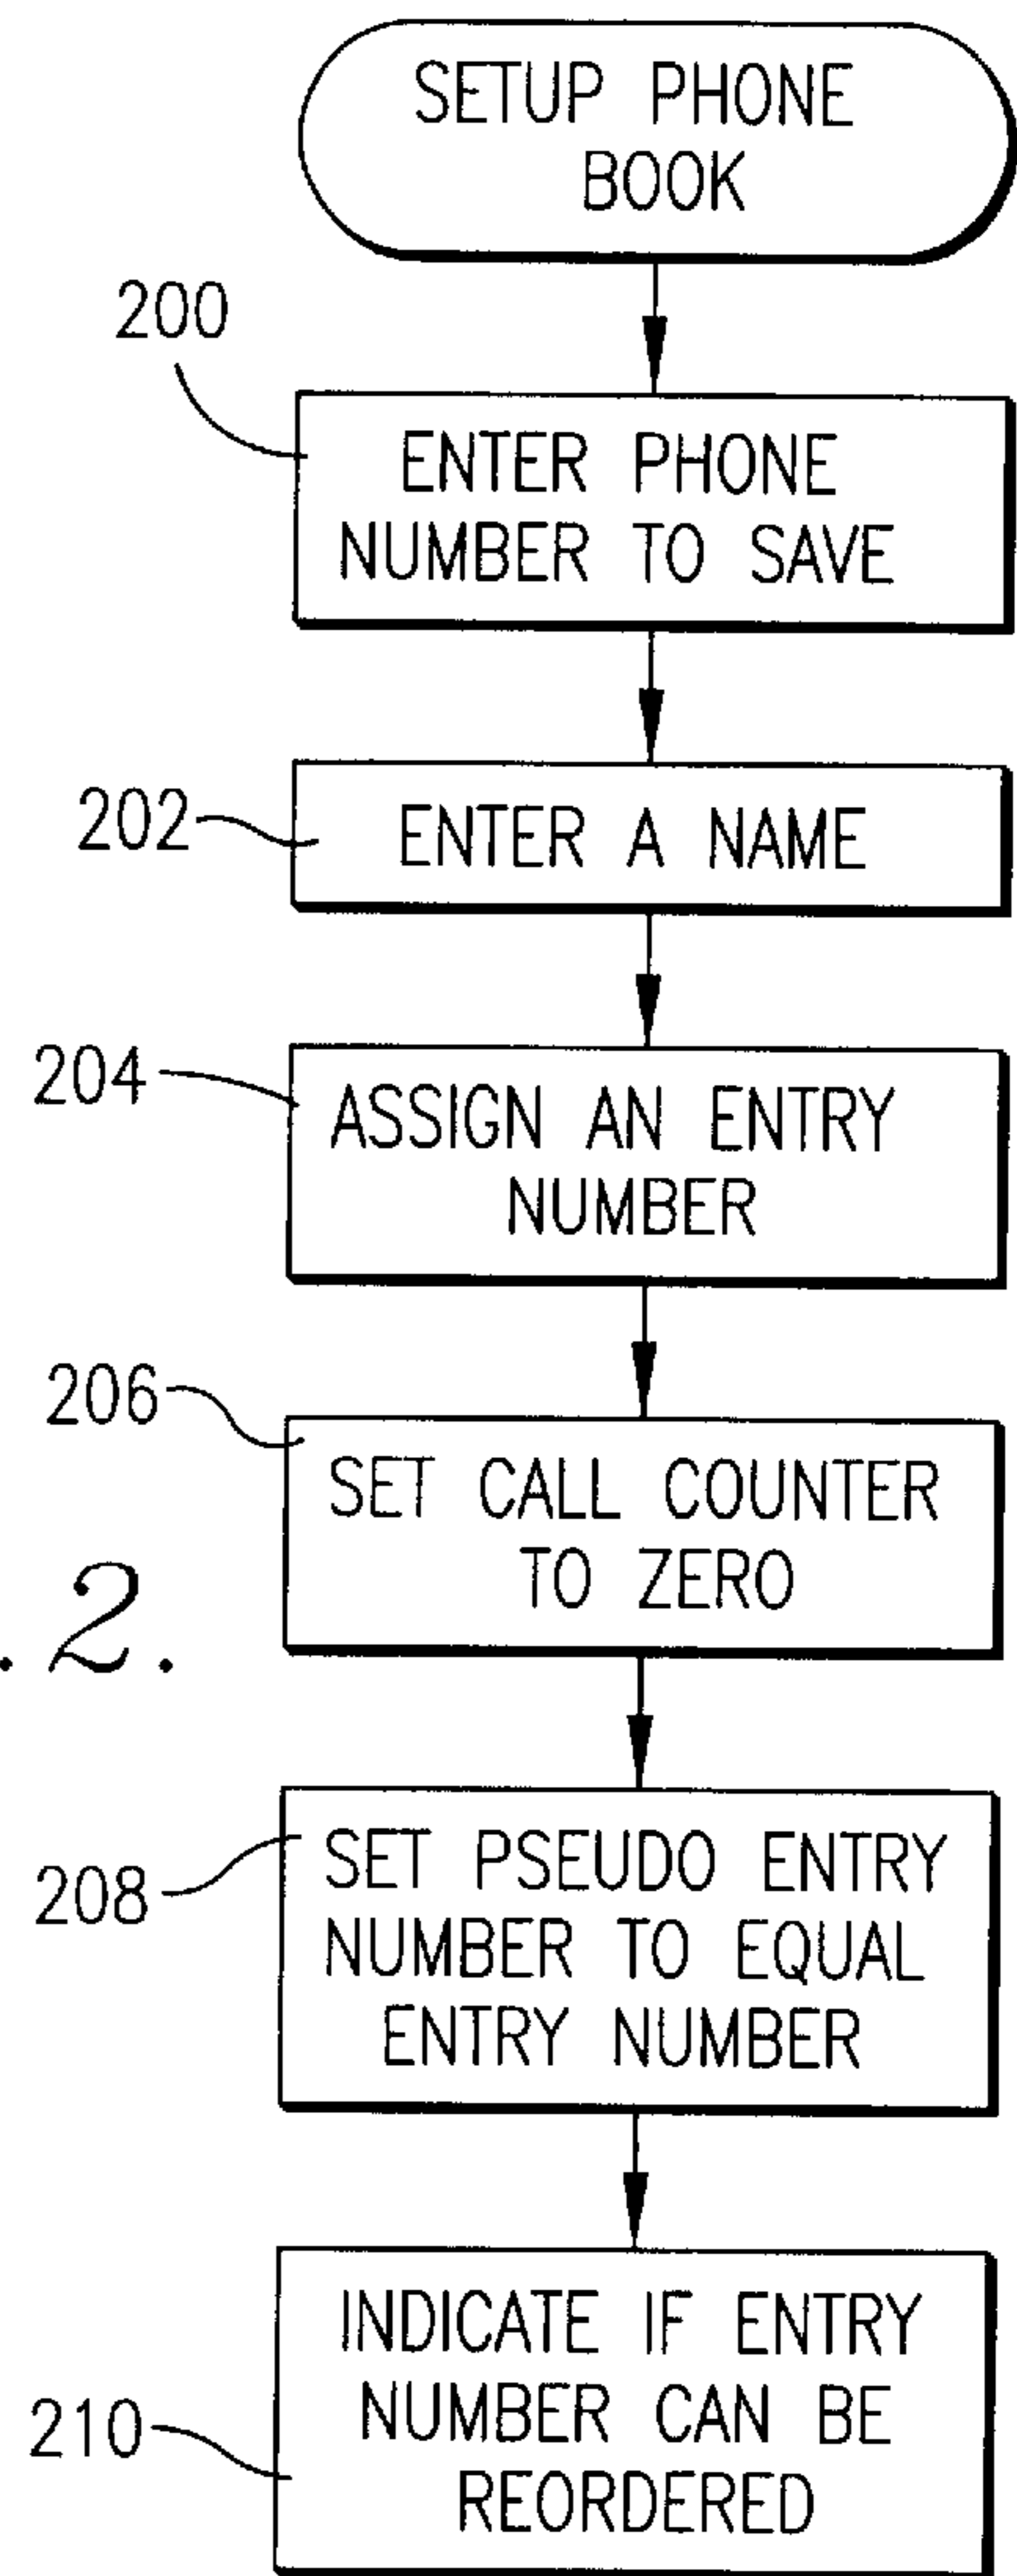 SETUP PHONE
BOOK
200
ENTER PHONE
NUMBER TO SAVE
202
ENTER A NAME
204
ASSIGN AN ENTRY
NUMBER
206
SET CALL COUNTER
TO ZERO
. 2.
208
SET PSEUDO ENTRY
NUMBER TO EQUAL
ENTRY NUMBER
210
INDICATE IF ENTRY
NUMBER CAN BE
REORDERED